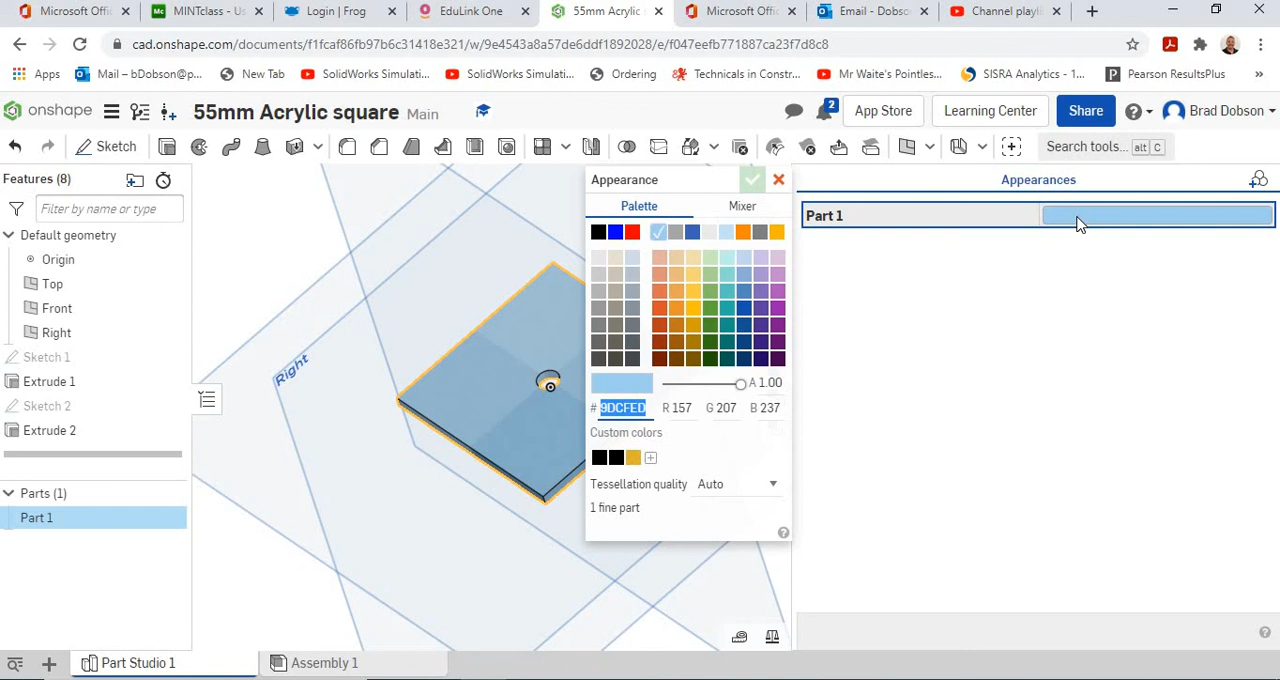 Microsoft Offic
MINTclass - Us
Login | Frog
EduLink One
55mm Acrylic
Microsoft Offic
Email - Dobso
Channel playli
cad.onshape.com/documents/f1fcaf86fb97b6c31418e321/w/9e4543b2a57de6ddf1892028/e/f047eefb771887ca23f7d8c8
Apps
Mail – bDobson@p...
New Tab
SolidWorks Simulati...
SolidWorks Simulati...
Ordering
Technicals in Constr...
Mr Waite's Pointles...
SISRA Analytics - 1...
Pearson ResultsPlus
»
onshape
55mm Acrylic square
Main
2
App Store
Learning Center
Share
Brad Dobson
Sketch
Search tools...
alt C
Features (8)
Filter by name or type
Default geometry
Origin
Top
Front
Right
Sketch 1
Extrude 1
Sketch 2
Extrude 2
Parts (1)
Part 1
Right
Appearance
Palette
Mixer
A 1.00
# 9DCFED
R 157
G 207
B 237
Custom colors
Tessellation quality
Auto
1 fine part
Appearances
Part 1
Part Studio 1
Assembly 1